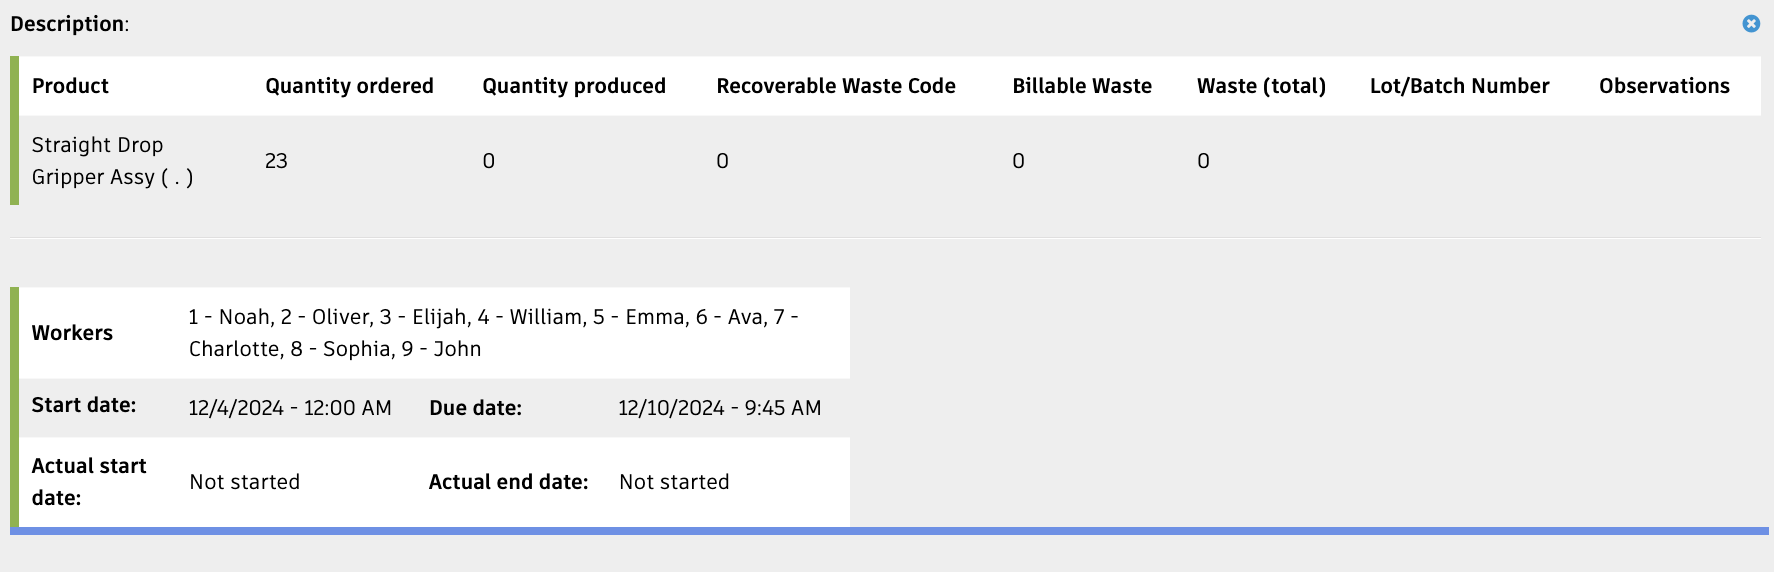 Description:
Product Quantity ordered Quantity produced Recoverable Waste Code Billable Waste Waste (total) Lot/Batch Number Observations
Straight Drop
Gripper Assy ( . ) 23 0 0 0 0
Workers 1 - Noah, 2 - Oliver, 3 - Elijah, 4 - William, 5 - Emma, 6 - Ava, 7 -
Charlotte, 8 - Sophia, 9 - John
Start date: 12/4/2024 - 12:00 AM Due date: 12/10/2024 - 9:45 AM
Actual start
date: Not started Actual end date: Not started